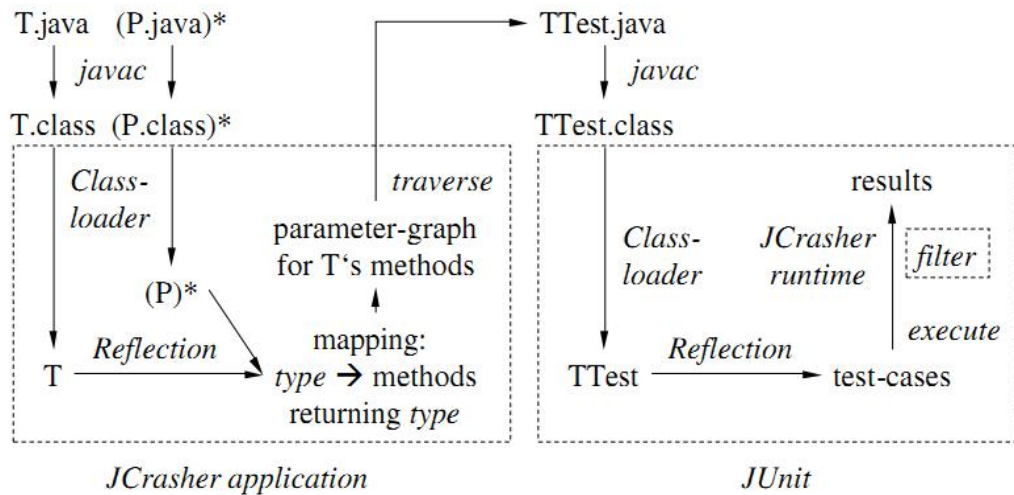 T.java (P.java)*
javac
T.class (P.class)*
Class-
loader
(P)*
Reflection
T
mapping:
type → methods
returning type
parameter-graph
for T‘s methods
traverse
JCrasher application
TTest.java
javac
TTest.class
Class-
loader
TTest
Reflection
test-cases
execute
JCrasher
runtime
filter
results
JUnit